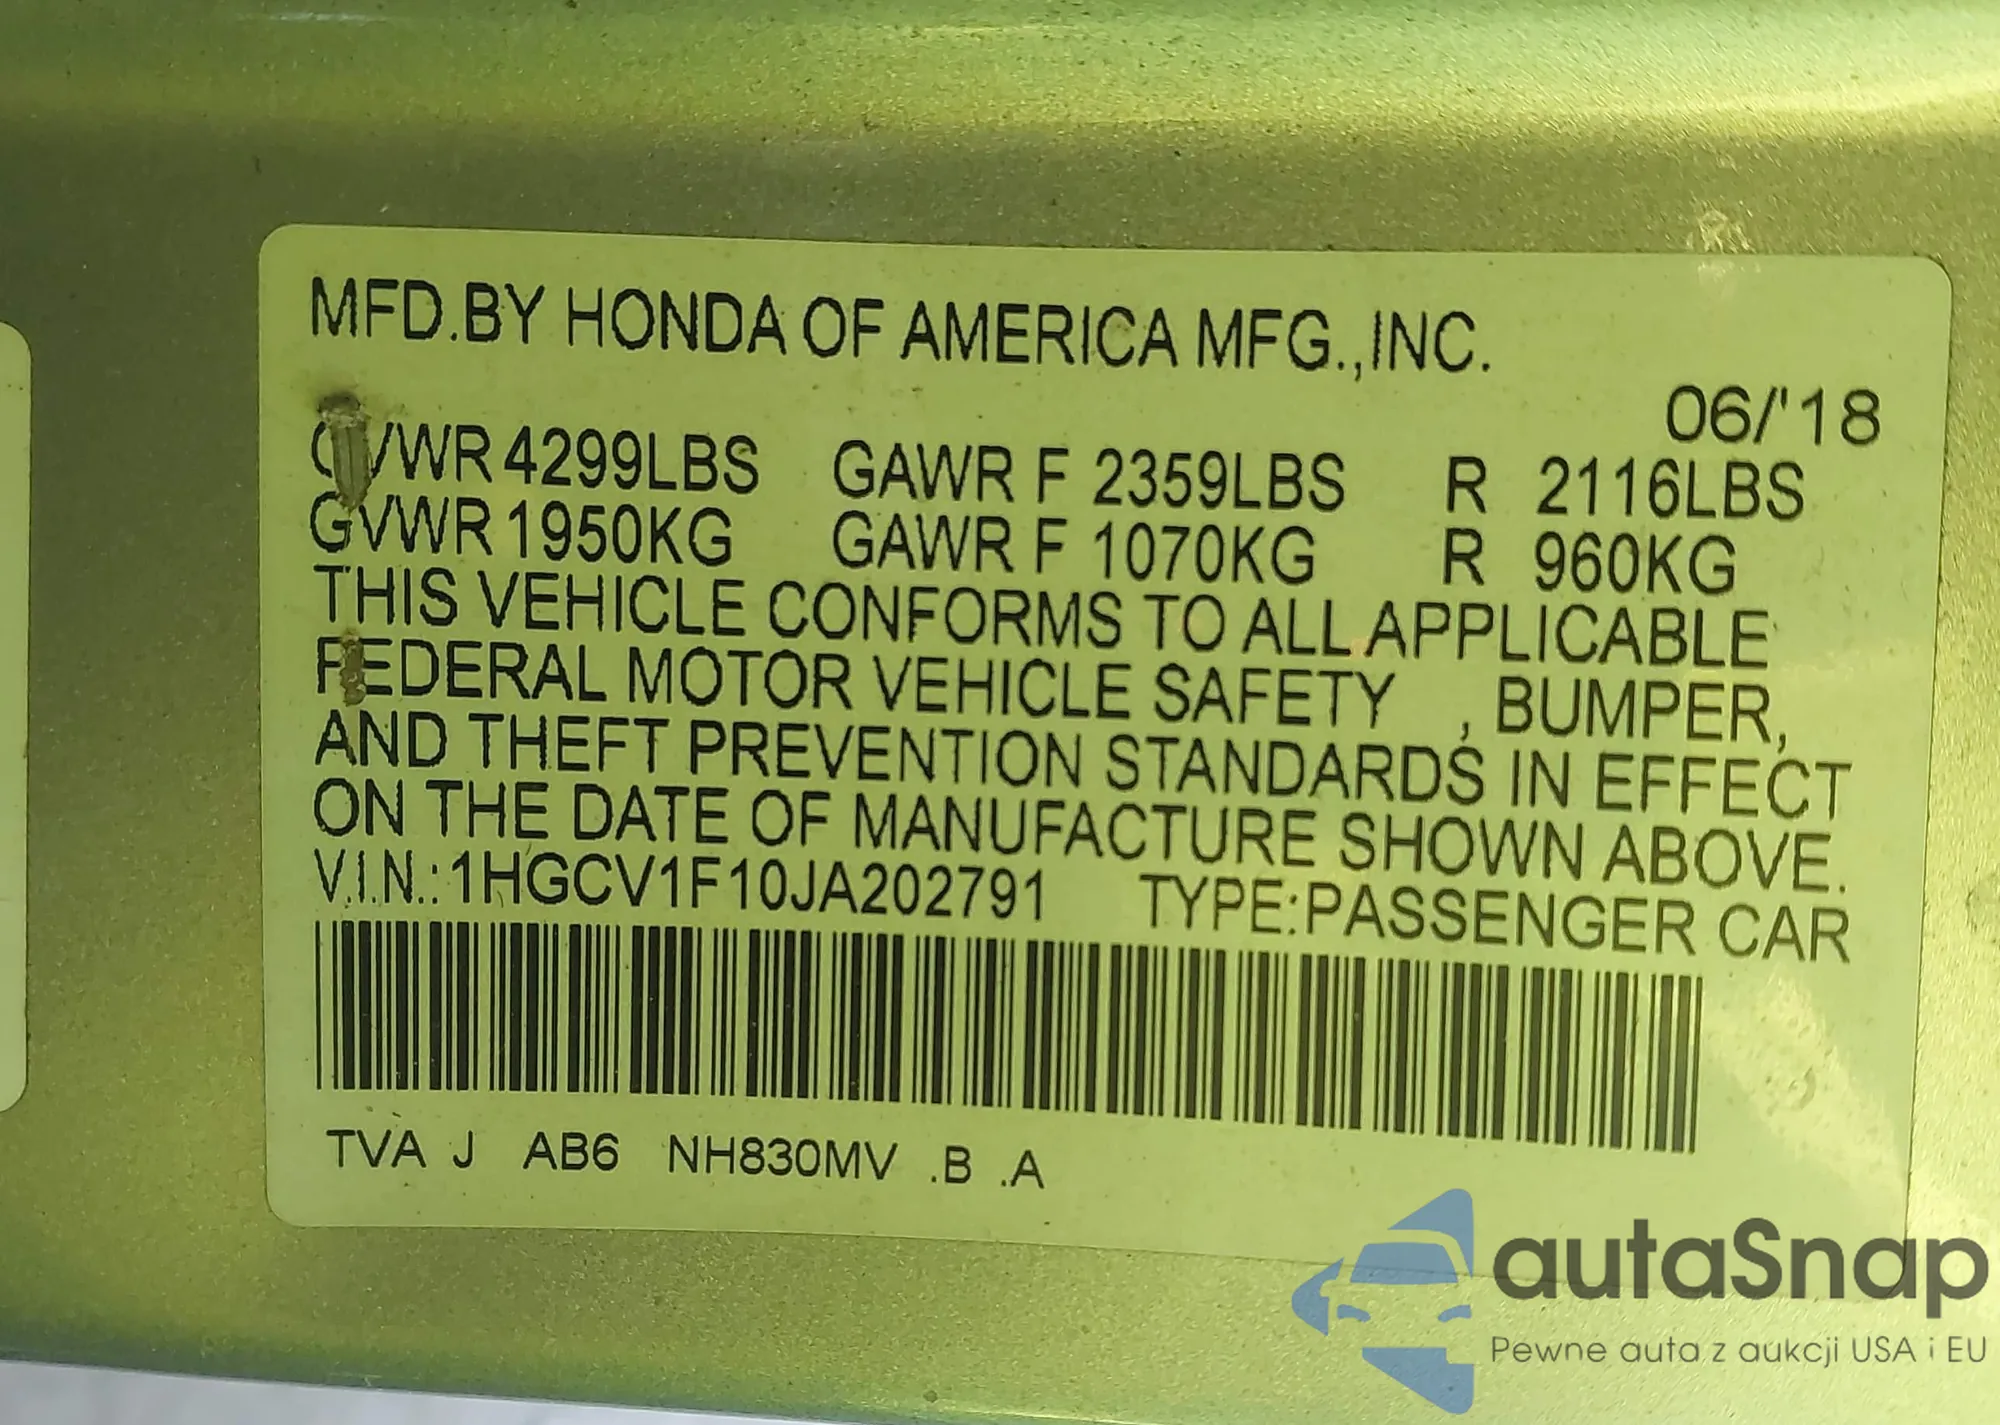 MFD.BY HONDA OF AMERICA MFG.,INC.
06/'18
GVWR 4299LBS GAWR F 2359LBS R 2116LBS
GVWR 1950KG GAWR F 1070KG R 960KG
THIS VEHICLE CONFORMS TO ALL APPLICABLE
FEDERAL MOTOR VEHICLE SAFETY , BUMPER,
AND THEFT PREVENTION STANDARDS IN EFFECT
ON THE DATE OF MANUFACTURE SHOWN ABOVE.
V.I.N.:1HGCV1F10JA202791 TYPE:PASSENGER CAR
TVA J AB6 NH830MV .B .A
autaSnap
Pewne auta z aukcji USA i EU